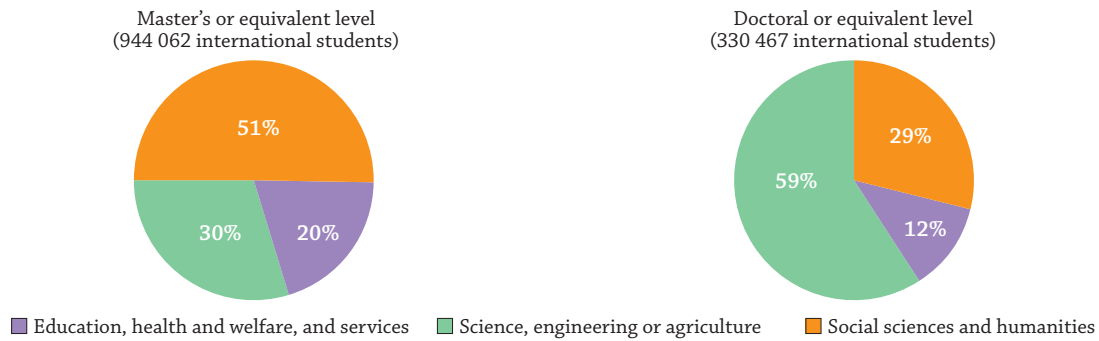 Master’s or equivalent level
(944 062 international students)
51%
30%
20%
Doctoral or equivalent level
(330 467 international students)
29%
59%
12%
Education, health and welfare, and services
Science, engineering or agriculture
Social sciences and humanities